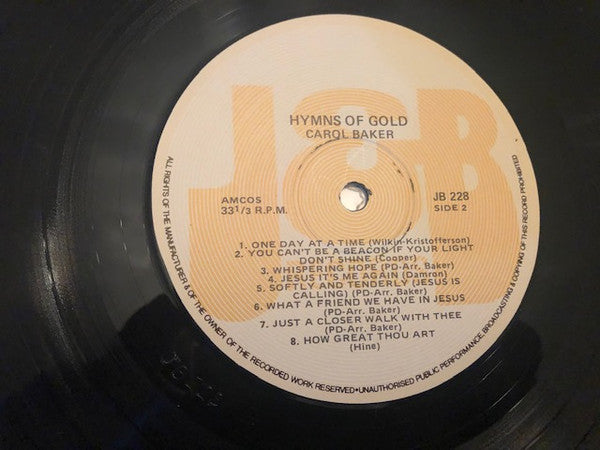 J&B
HYMNS OF GOLD
CAROL BAKER
AMCOS
33 1/3 R.P.M.
JB 228
SIDE 2
1. ONE DAY AT A TIME (Wilkin-Kristofferson)
2. YOU CAN'T BE A BEACON IF YOUR LIGHT
DON'T SHINE (Cooper)
3. WHISPERING HOPE (PD-Arr. Baker)
4. JESUS IT'S ME AGAIN (Damron)
5. SOFTLY AND TENDERLY (JESUS IS
CALLING) (PD-Arr. Baker)
6. WHAT A FRIEND WE HAVE IN JESUS
(PD-Arr. Baker)
7. JUST A CLOSER WALK WITH THEE
(PD-Arr. Baker)
8. HOW GREAT THOU ART
(Hine)
ALL RIGHTS OF THE MANUFACTURER & OF THE OWNER OF THE RECORDED WORK RESERVED • UNAUTHORISED PUBLIC PERFORMANCE, BROADCASTING & COPYING OF THIS RECORD PROHIBITED